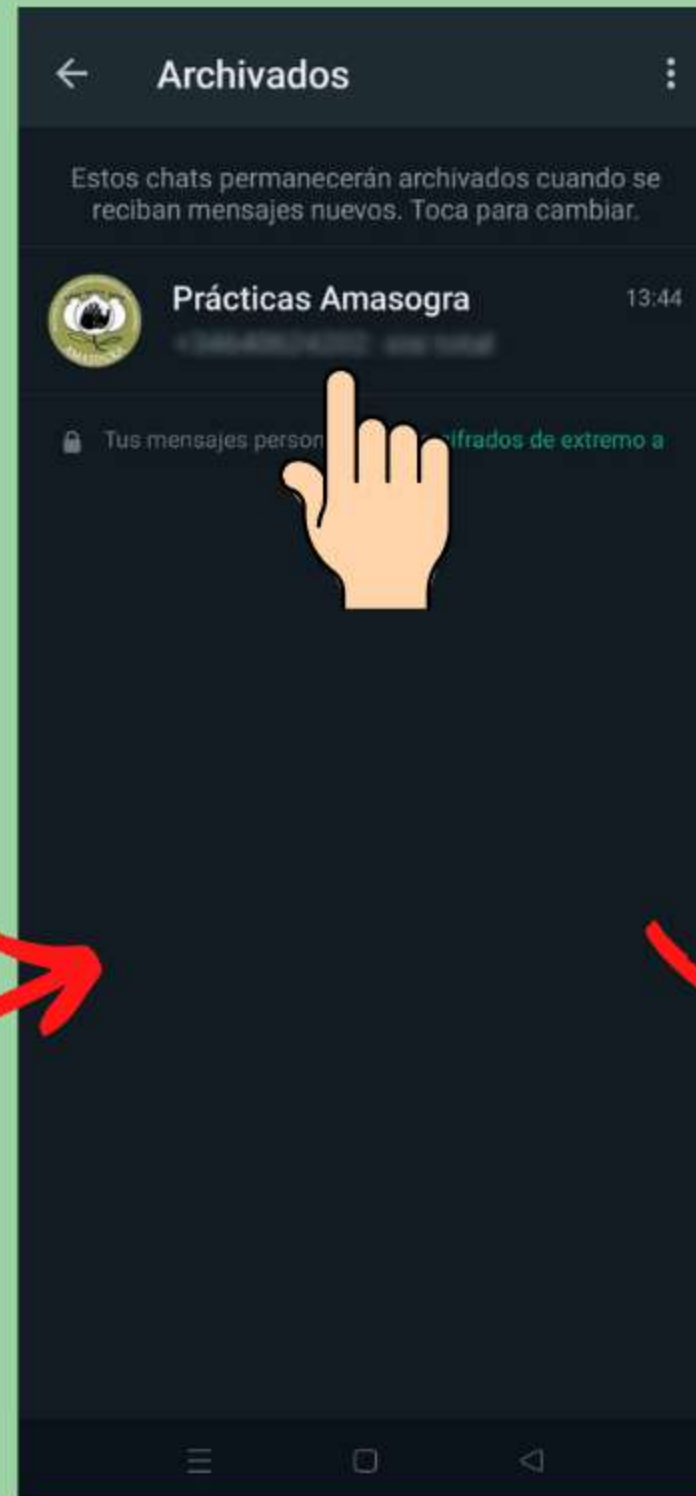 Archivados
Estos chats permanecerán archivados cuando se
reciban mensajes nuevos. Toca para cambiar.
Prácticas Amasogra
13:44
Tus mensajes cifrados de extremo a